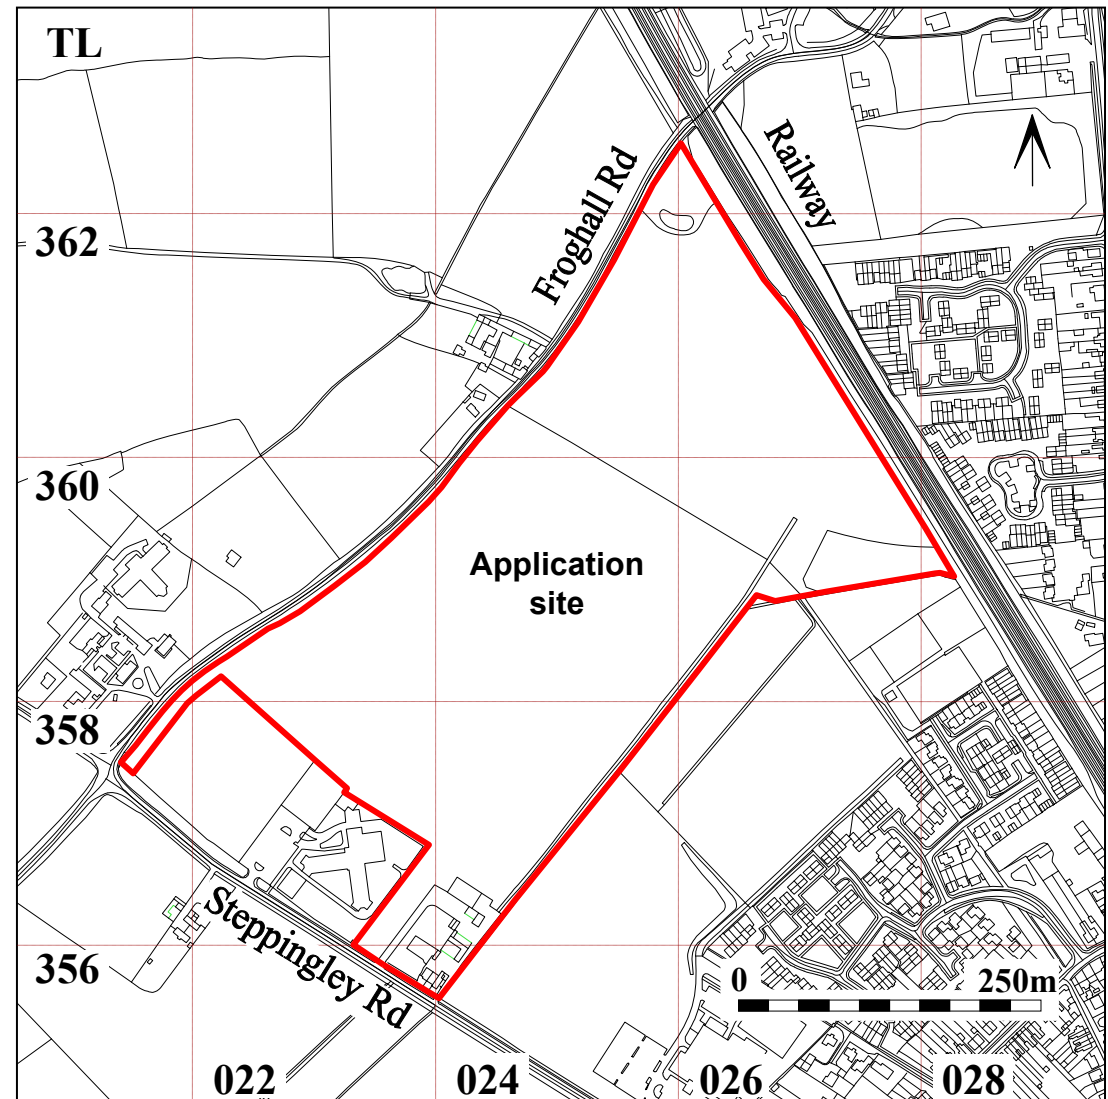 TL
Railway
Froghall Rd
362
360
Application
site
358
Steppingley Rd
356
0 250m
022 024 026 028